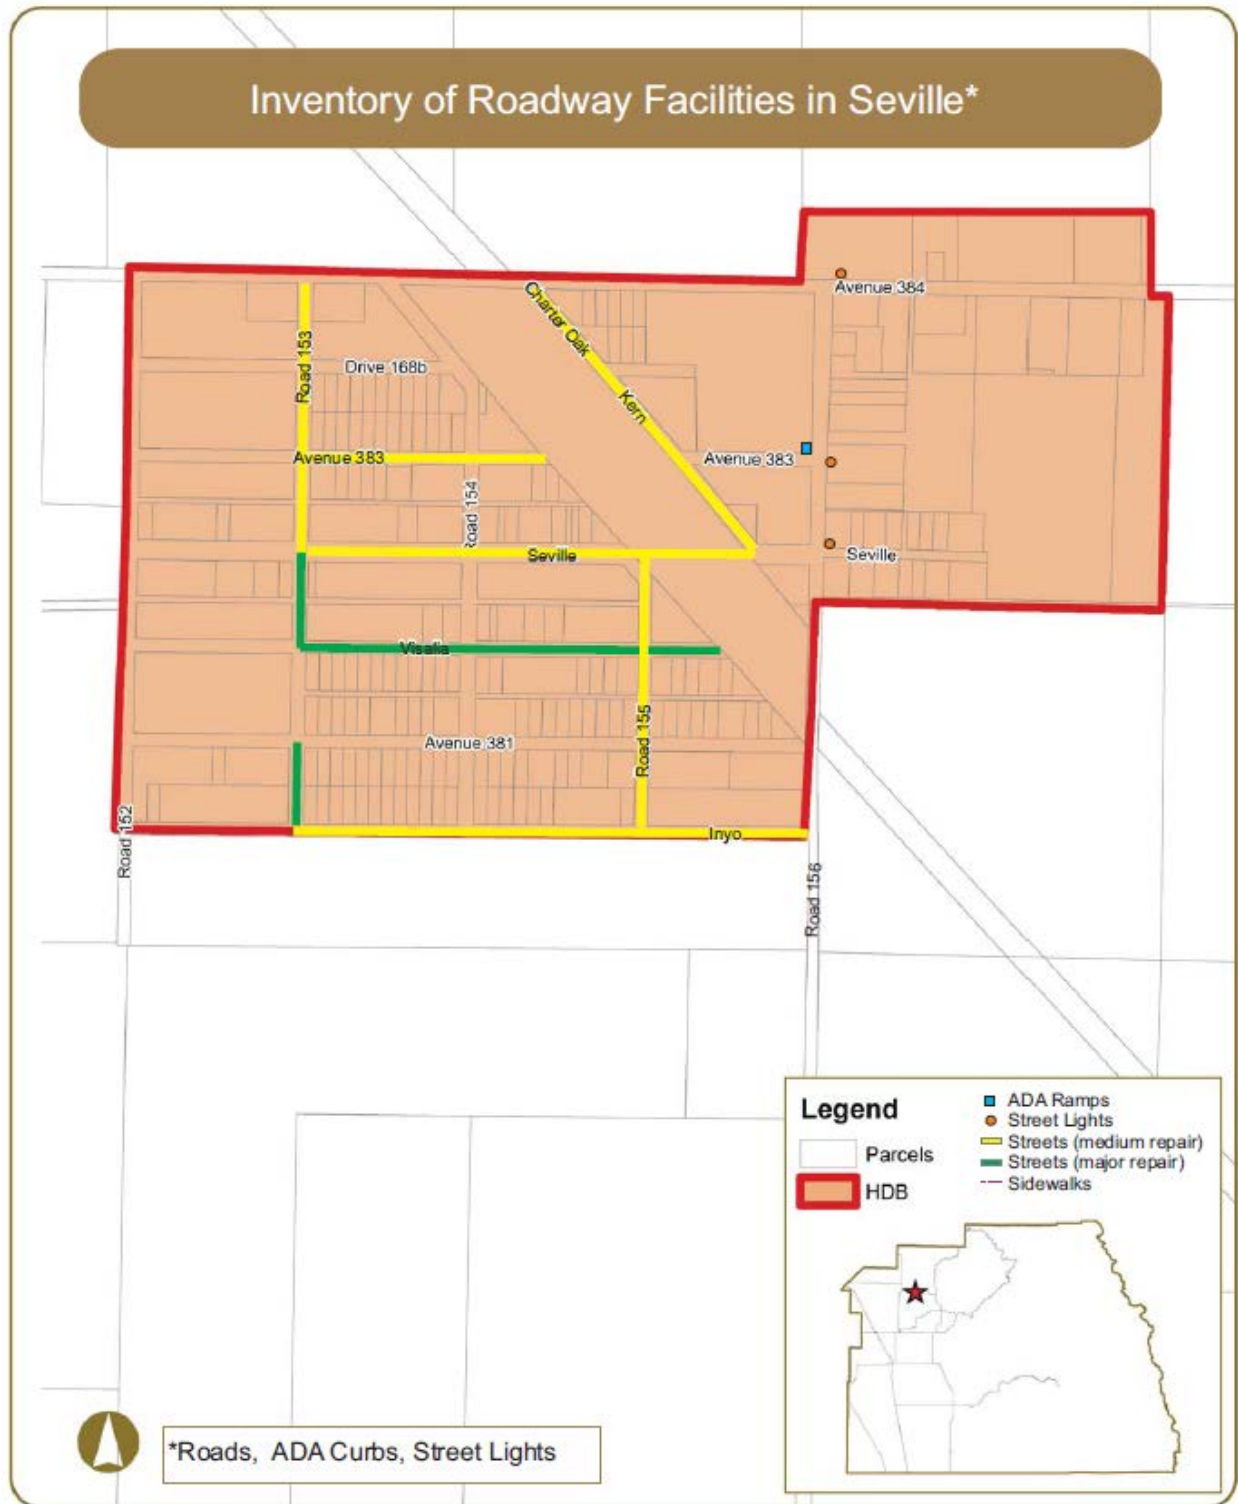 Inventory of Roadway Facilities in Seville*
Avenue 384
Charter Oak
Road 153
Drive 168b
Kern
Avenue 383
Avenue 383
Road 154
Seville
Seville
Visalia
Road 155
Avenue 381
Road 152
Inyo
Road 156
Legend
Parcels
HDB
ADA Ramps
Street Lights
Streets (medium repair)
Streets (major repair)
Sidewalks
*Roads, ADA Curbs, Street Lights